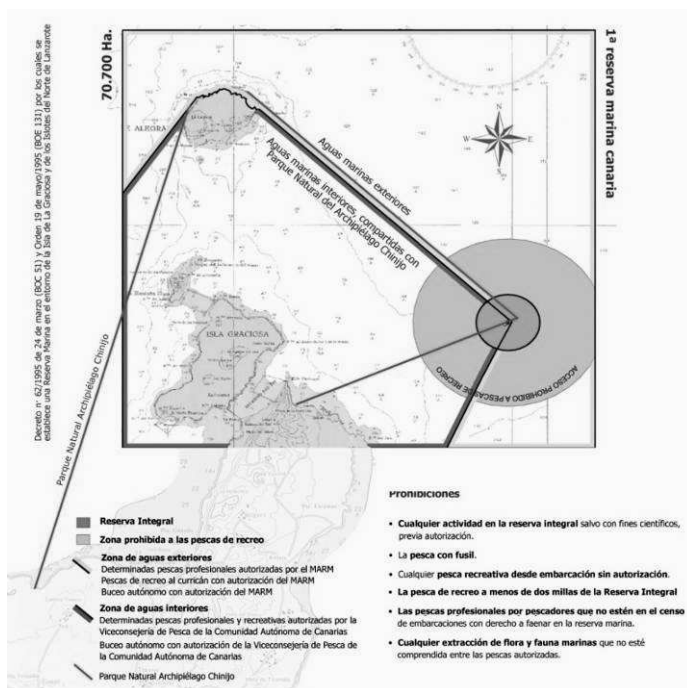 70.700 Ha.
1ª reserva marina canaria
Decreto nº 62/1995 de 24 de marzo (BOC 51) y Orden 19 de mayo/1995 (BOE 131) por los cuales se
establece una Reserva Marina en el entorno de la Isla de La Graciosa y de los Islotes del Norte de Lanzarote
N
W
E
S
ALEGRA
Aguas marinas exteriores
Aguas marinas interiores, compartidas con
Parque Natural del Archipiélago Chinijo
ISLA GRACIOSA
ACCESO PROHIBIDO A PESCAS DE RECREO
Parque Natural Archipiélago Chinijo
Reserva Integral
Zona prohibida a las pescas de recreo
Zona de aguas exteriores
Determinadas pescas profesionales autorizadas por el MARM
Pescas de recreo al curricán con autorización del MARM
Buceo autónomo con autorización del MARM
Zona de aguas interiores
Determinadas pescas profesionales y recreativas autorizadas por la
Viceconsejería de Pesca de la Comunidad Autónoma de Canarias
Buceo autónomo con autorización de la Viceconsejería de Pesca de
la Comunidad Autónoma de Canarias
Parque Natural Archipiélago Chinijo
Prohibiciones
• Cualquier actividad en la reserva integral salvo con fines científicos,
previa autorización.
• La pesca con fusil.
• Cualquier pesca recreativa desde embarcación sin autorización.
• La pesca de recreo a menos de dos millas de la Reserva Integral
• Las pescas profesionales por pescadores que no estén en el censo
de embarcaciones con derecho a faenar en la reserva marina.
• Cualquier extracción de flora y fauna marinas que no esté
comprendida entre las pescas autorizadas.